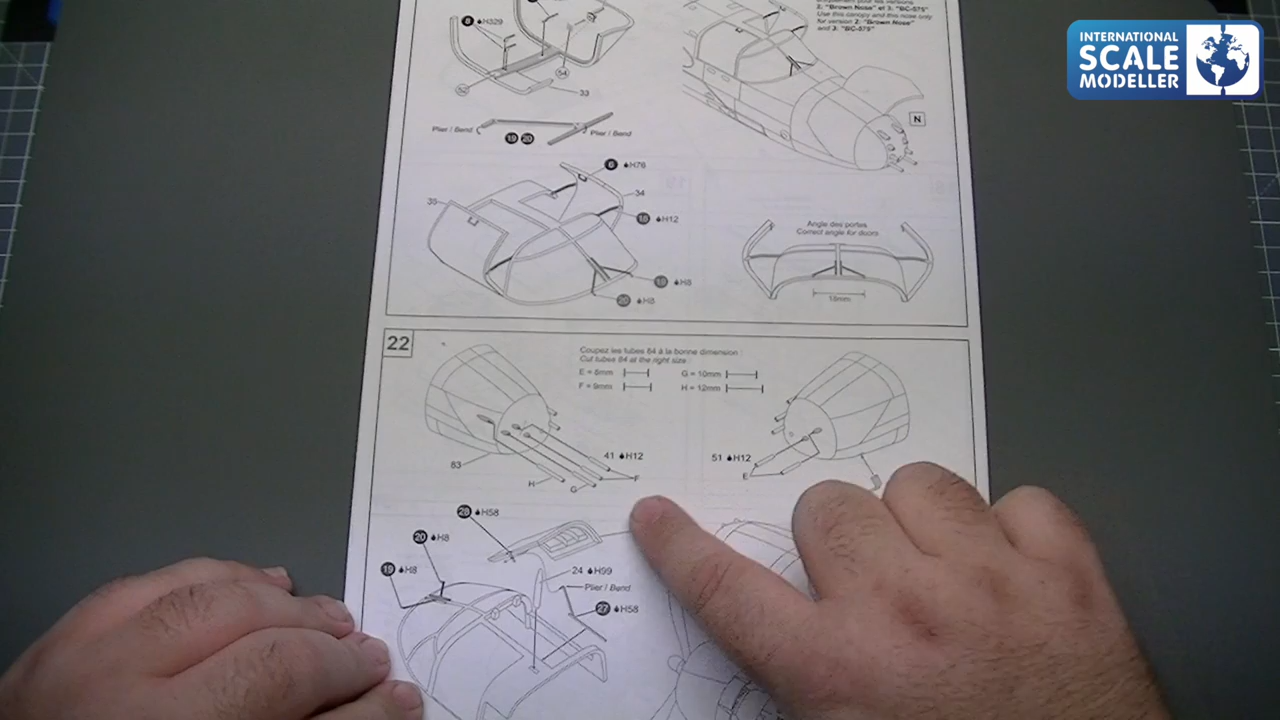 2: "Brown Nose" et 3: "BC-575"
Use this canopy and this nose only
for version 2: "Brown Nose"
and 3: "BC-575"
INTERNATIONAL
SCALE
MODELLER
8 H329
34
33
N
Plier / Bend
19 20
Plier / Bend
6 H76
34
35
H12
Angle des portes
Correct angle for doors
19 H8
20 H8
18mm
22
Coupez les tubes 84 à la bonne dimension :
Cut tubes 84 at the right size :
E = 6mm
G = 10mm
F = 9mm
H = 12mm
83
41 H12
H
G
F
51 H12
E
28 H58
20 H8
19 H8
24 H99
Plier / Bend
27 H58